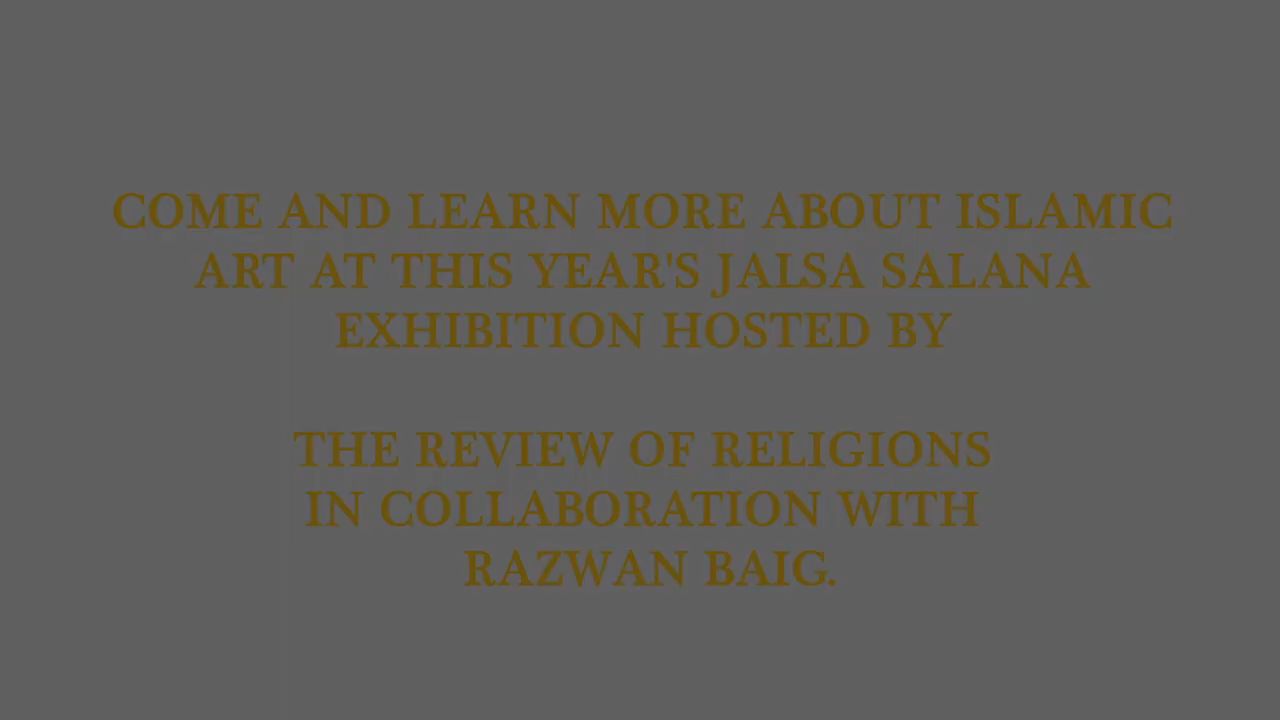 COME AND LEARN MORE ABOUT ISLAMIC
ART AT THIS YEAR'S JALSA SALANA
EXHIBITION HOSTED BY
THE REVIEW OF RELIGIONS
IN COLLABORATION WITH
RAZWAN BAIG.